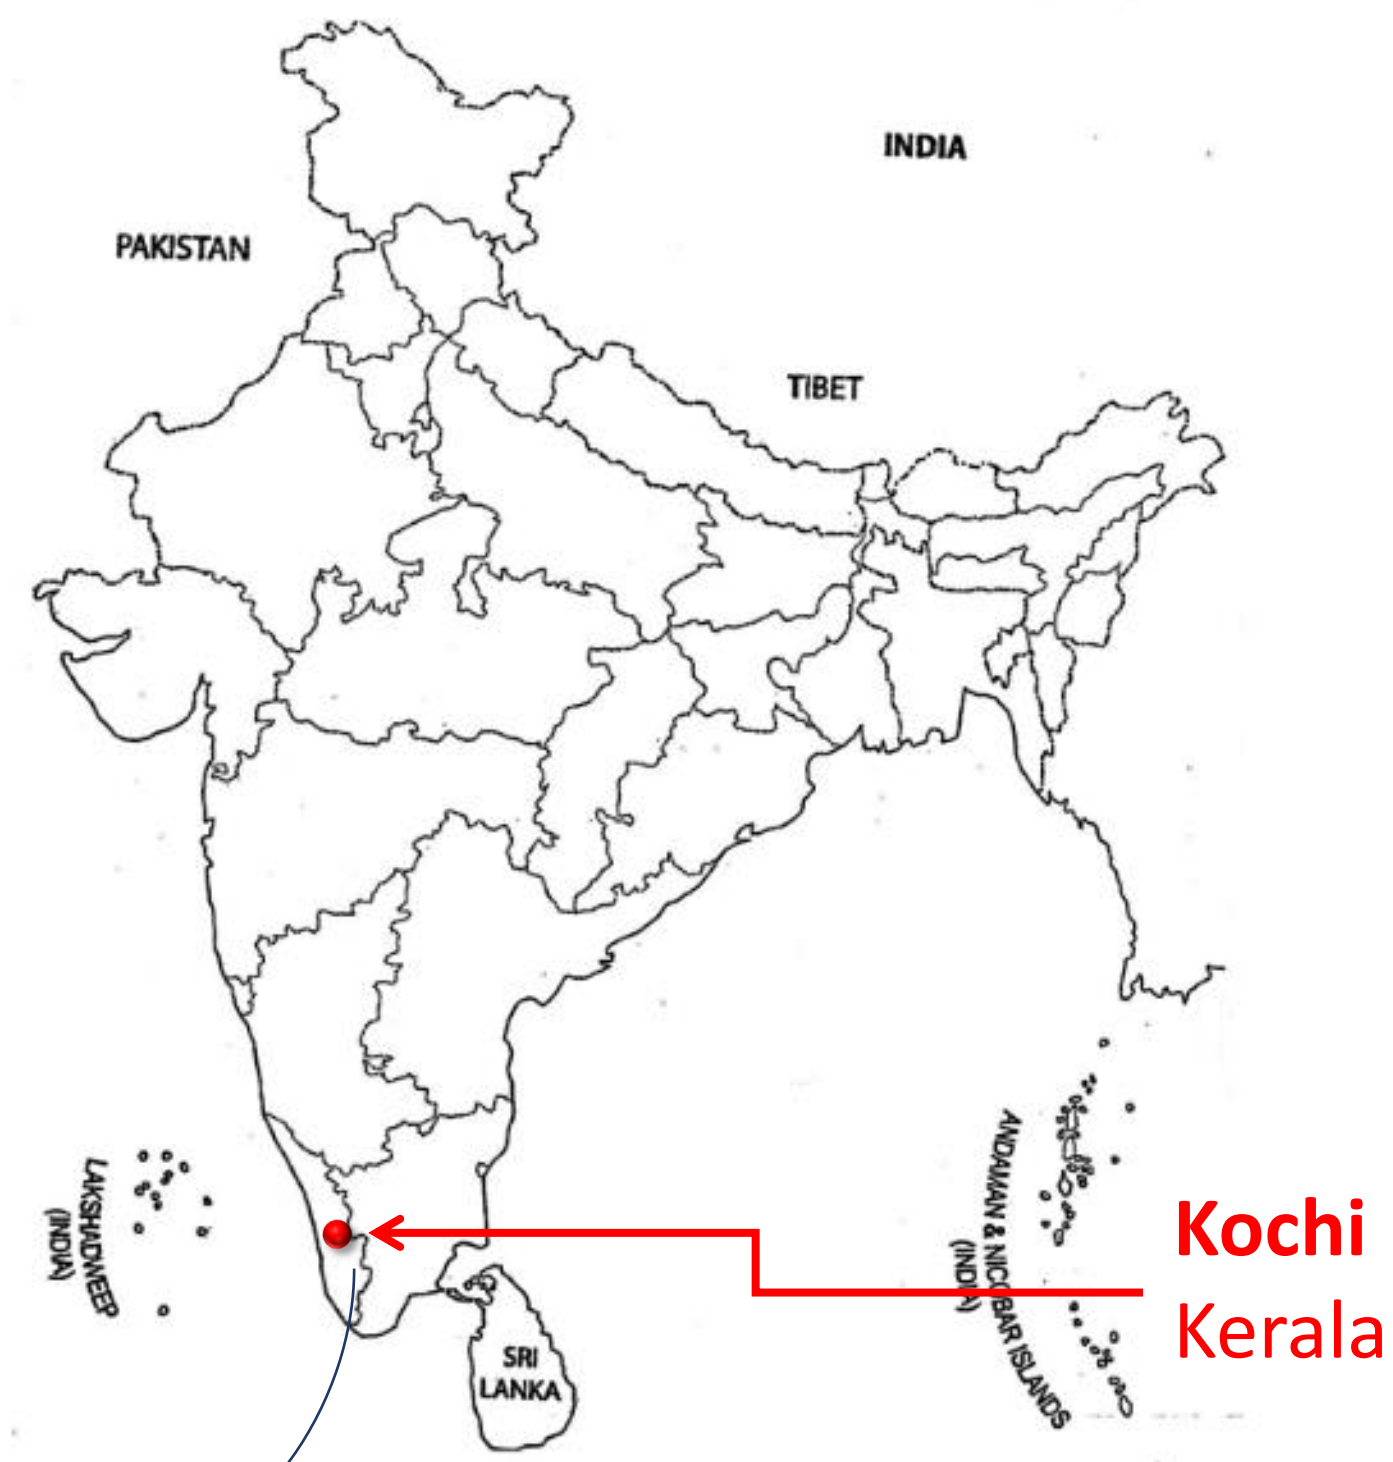 INDIA
PAKISTAN
TIBET
LAKSHADWEEP
(INDIA)
ANDAMAN & NICOBAR ISLANDS
(INDIA)
Kochi
Kerala
SRI
LANKA